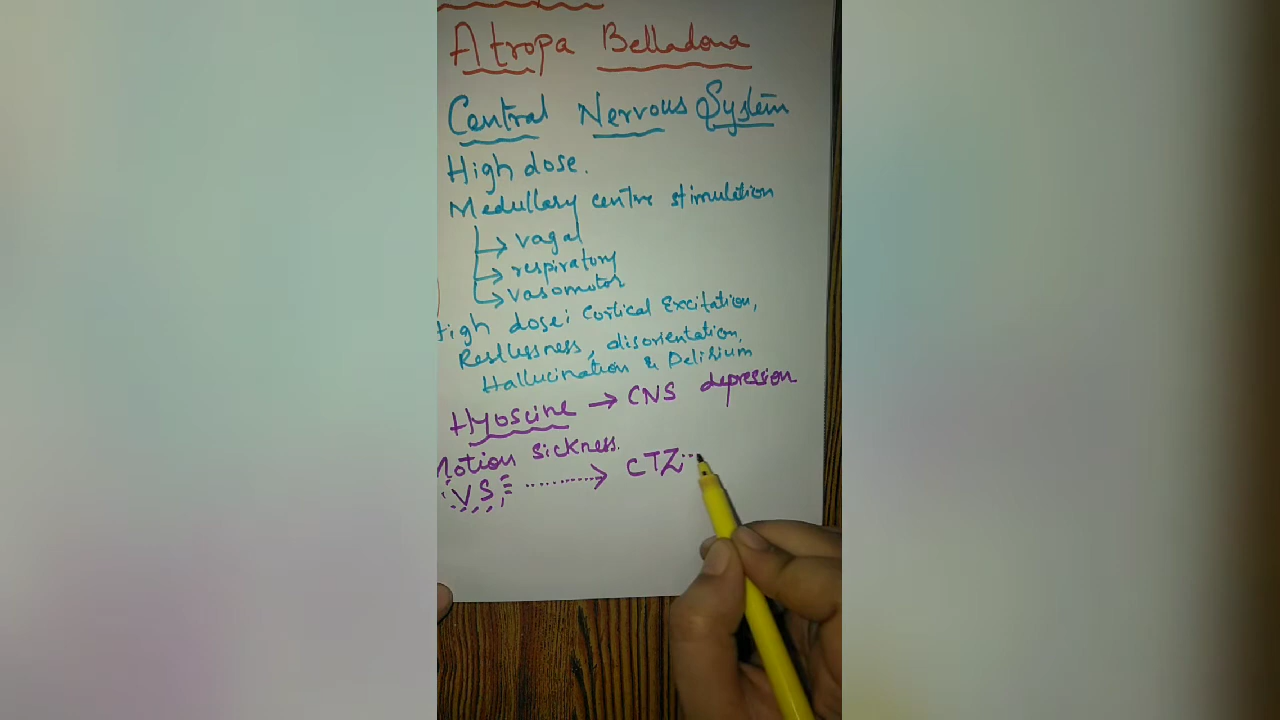 Atropa Belladona
Central Nervous System
High dose.
Medullary centre stimulation
→ vagal
→ respiratory
→ vasomotor
High dose: Cortical Excitation,
Restlessness, disorientation,
Hallucination & Delirium
Hyoscine → CNS depression
Motion sickness.
VS → CTZ